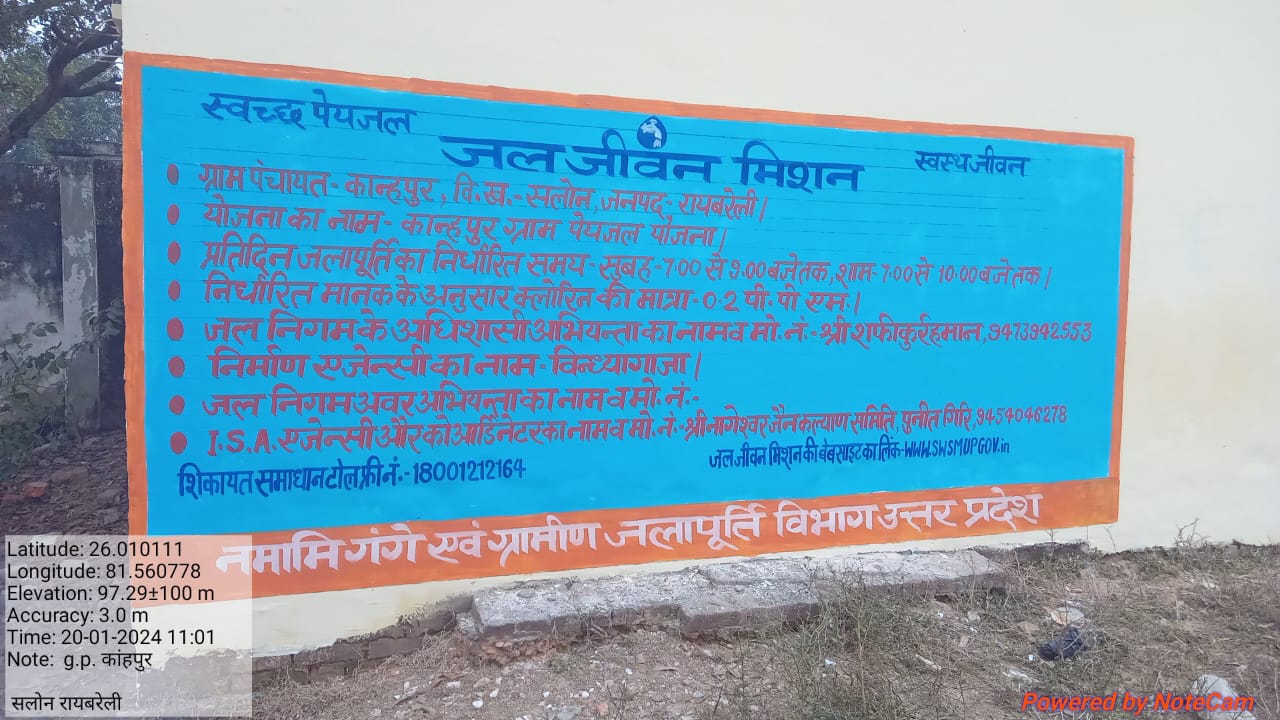 स्वच्छ पेयजल
जल जीवन मिशन
स्वस्थ जीवन
• ग्राम पंचायत - कान्हपुर, वि.ख.- सलोन, जनपद - रायबरेली।
• योजना का नाम - कान्हपुर ग्राम पेयजल योजना।
• प्रतिदिन जलापूर्ति का निर्धारित समय - सुबह - 7:00 से 9.00 बजे तक, शाम - 7:00 से 10:00 बजे तक।
• निर्धारित मानक के अनुसार क्लोरिन की मात्रा - 0.2 पी. पी एम.।
• जल निगम के अधिशासी अभियन्ता का नाम व मो. नं.- श्री शफीकुर्रहमान, 9473942553
• निर्माण एजेन्सी का नाम - विन्ध्यागाजा।
• जल निगम अवर अभियन्ता का नाम व मो. नं.-
• I.S.A. एजेन्सी और कोआर्डिनेटर का नाम व मो. नं.- श्री नागेश्वर जैन कल्याण समिति, पुनीत गिरि, 9454046278
शिकायत समाधान टोल फ्री नं.- 18001212164
जल जीवन मिशन की बेबसाइट का लिंक - WWW.SWSMUPGOV.in
नमामि गंगे एवं ग्रामीण जलापूर्ति विभाग उत्तर प्रदेश
Latitude: 26.010111
Longitude: 81.560778
Elevation: 97.29±100 m
Accuracy: 3.0 m
Time: 20-01-2024 11:01
Note: g.p. कांहपुर
सलोन रायबरेली
Powered by NoteCam